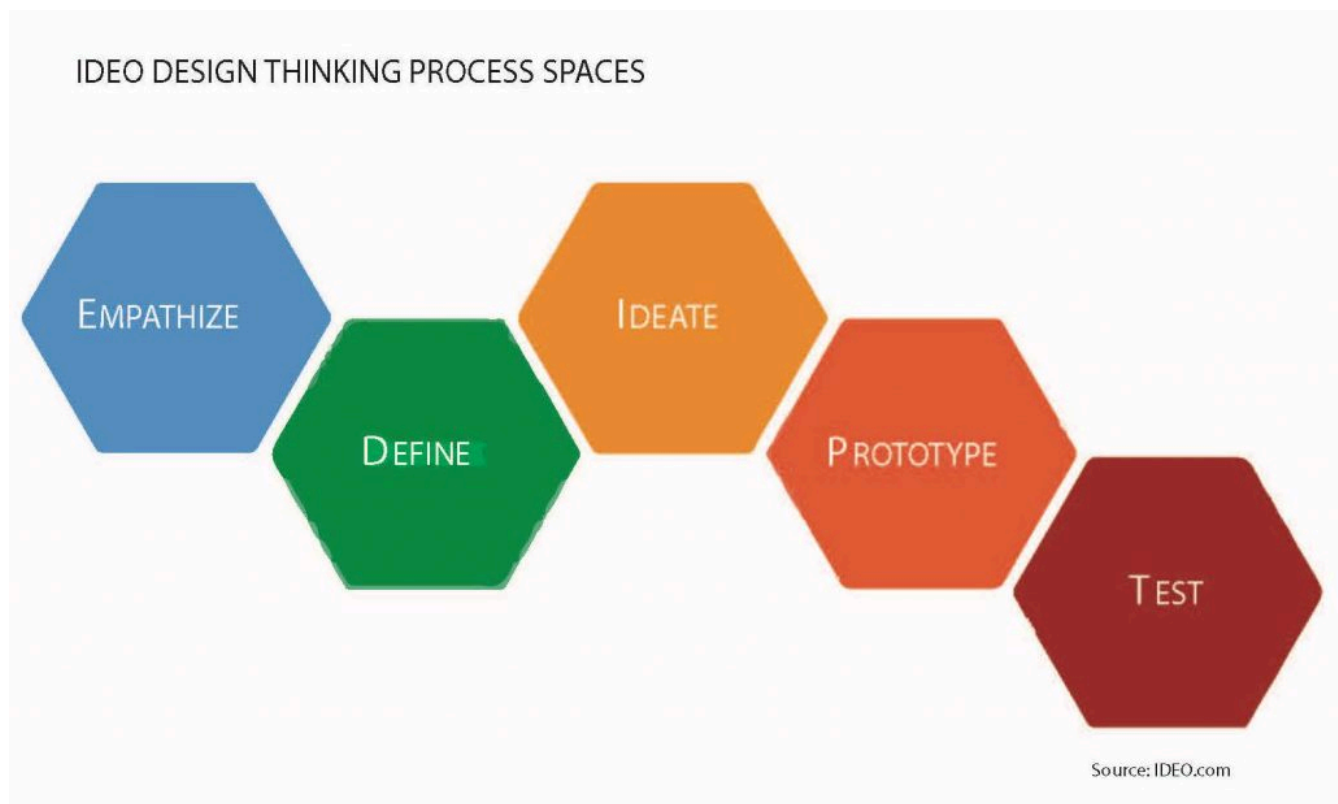 IDEO DESIGN THINKING PROCESS SPACES
EMPATHIZE
DEFINE
IDEATE
PROTOTYPE
TEST
Source: IDEO.com